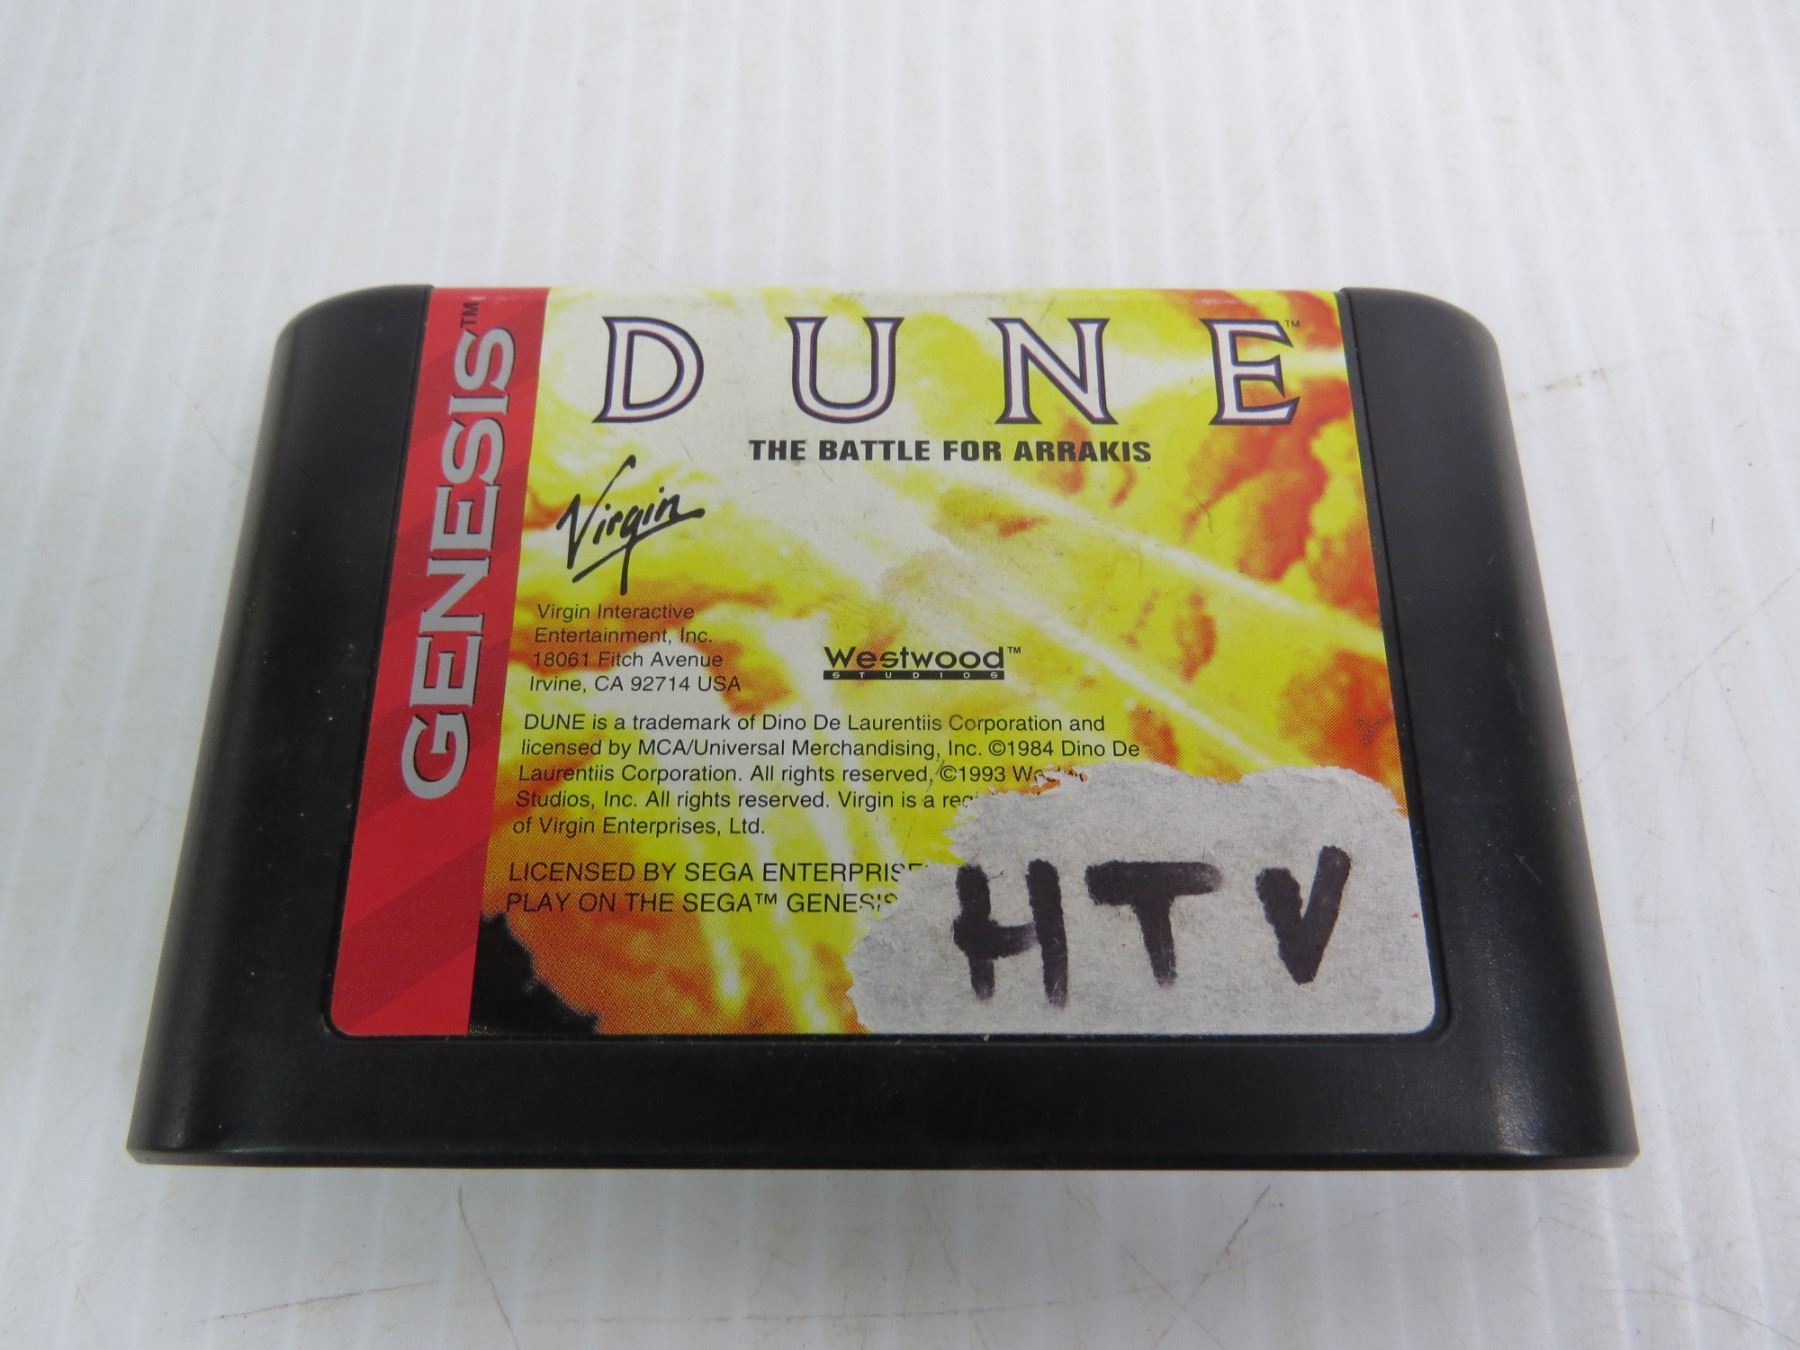 GENESIS™
DUNE™
THE BATTLE FOR ARRAKIS
Virgin
Virgin Interactive
Entertainment, Inc.
18061 Fitch Avenue
Irvine, CA 92714 USA
Westwood™
STUDIOS
DUNE is a trademark of Dino De Laurentiis Corporation and
licensed by MCA/Universal Merchandising, Inc. ©1984 Dino De
Laurentiis Corporation. All rights reserved. ©1993
Studios, Inc. All rights reserved. Virgin is a
of Virgin Enterprises, Ltd.
LICENSED BY SEGA
PLAY ON THE SEGA™ GENESIS
HTV